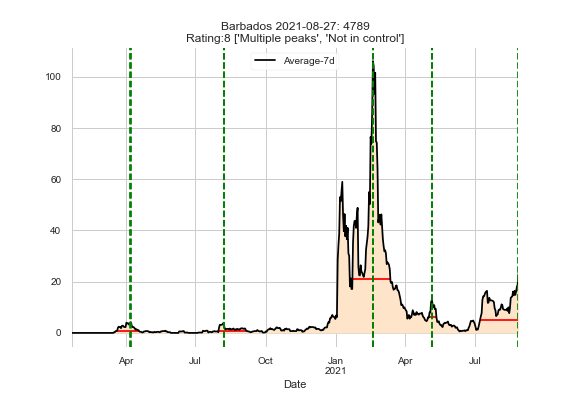 Barbados 2021-08-27: 4789
Rating:8 ['Multiple peaks', 'Not in control']
Average-7d
100
80
60
40
20
0
Apr Jul Oct Jan Apr Jul
2021
Date